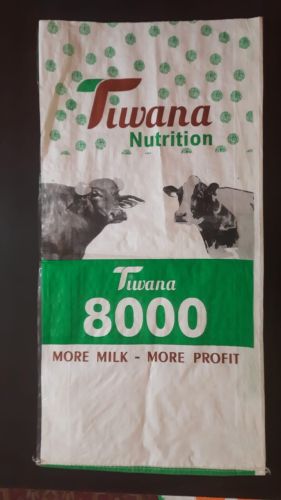 Tiwana
Nutrition
Tiwana
8000
MORE MILK - MORE PROFIT